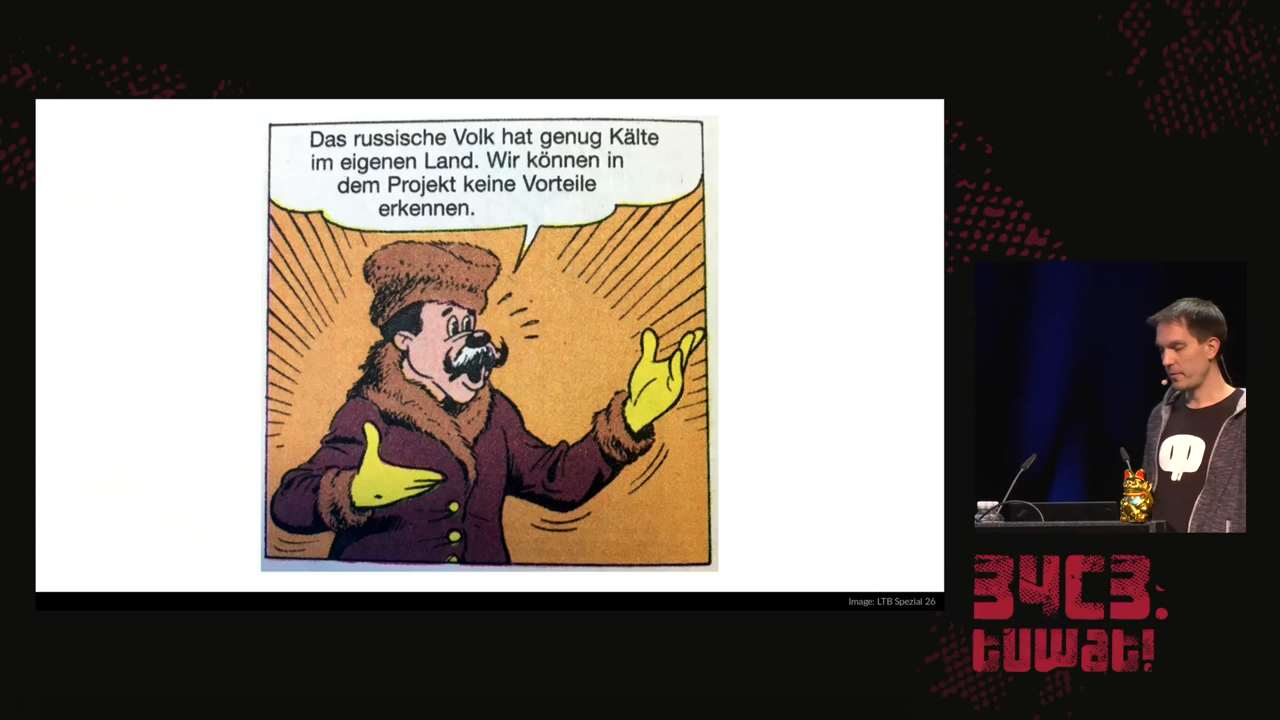 Das russische Volk hat genug Kälte
im eigenen Land. Wir können in
dem Projekt keine Vorteile
erkennen.
Image: LTB Spezial 26
34C3.
tuwat!